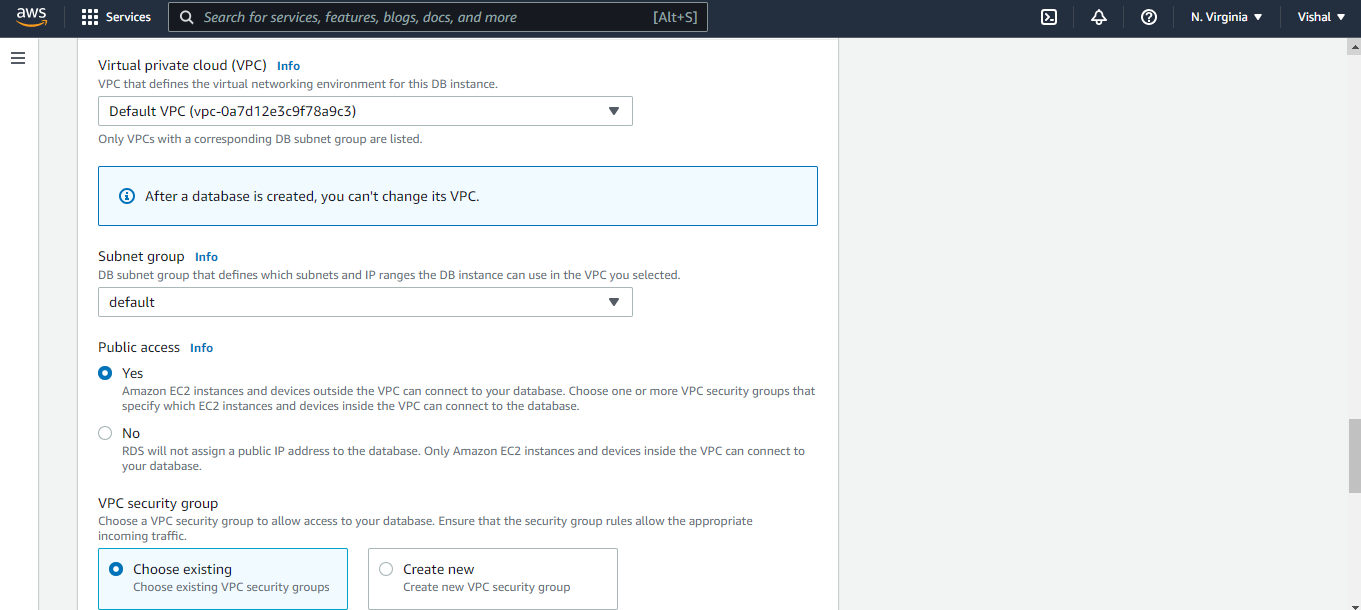 aws
Services
Search for services, features, blogs, docs, and more
[Alt+S]
N. Virginia
Vishal
Virtual private cloud (VPC) Info
VPC that defines the virtual networking environment for this DB instance.
Default VPC (vpc-0a7d12e3c9f78a9c3)
Only VPCs with a corresponding DB subnet group are listed.
After a database is created, you can't change its VPC.
Subnet group Info
DB subnet group that defines which subnets and IP ranges the DB instance can use in the VPC you selected.
default
Public access Info
Yes
Amazon EC2 instances and devices outside the VPC can connect to your database. Choose one or more VPC security groups that
specify which EC2 instances and devices inside the VPC can connect to the database.
No
RDS will not assign a public IP address to the database. Only Amazon EC2 instances and devices inside the VPC can connect to
your database.
VPC security group
Choose a VPC security group to allow access to your database. Ensure that the security group rules allow the appropriate
incoming traffic.
Choose existing
Choose existing VPC security groups
Create new
Create new VPC security group